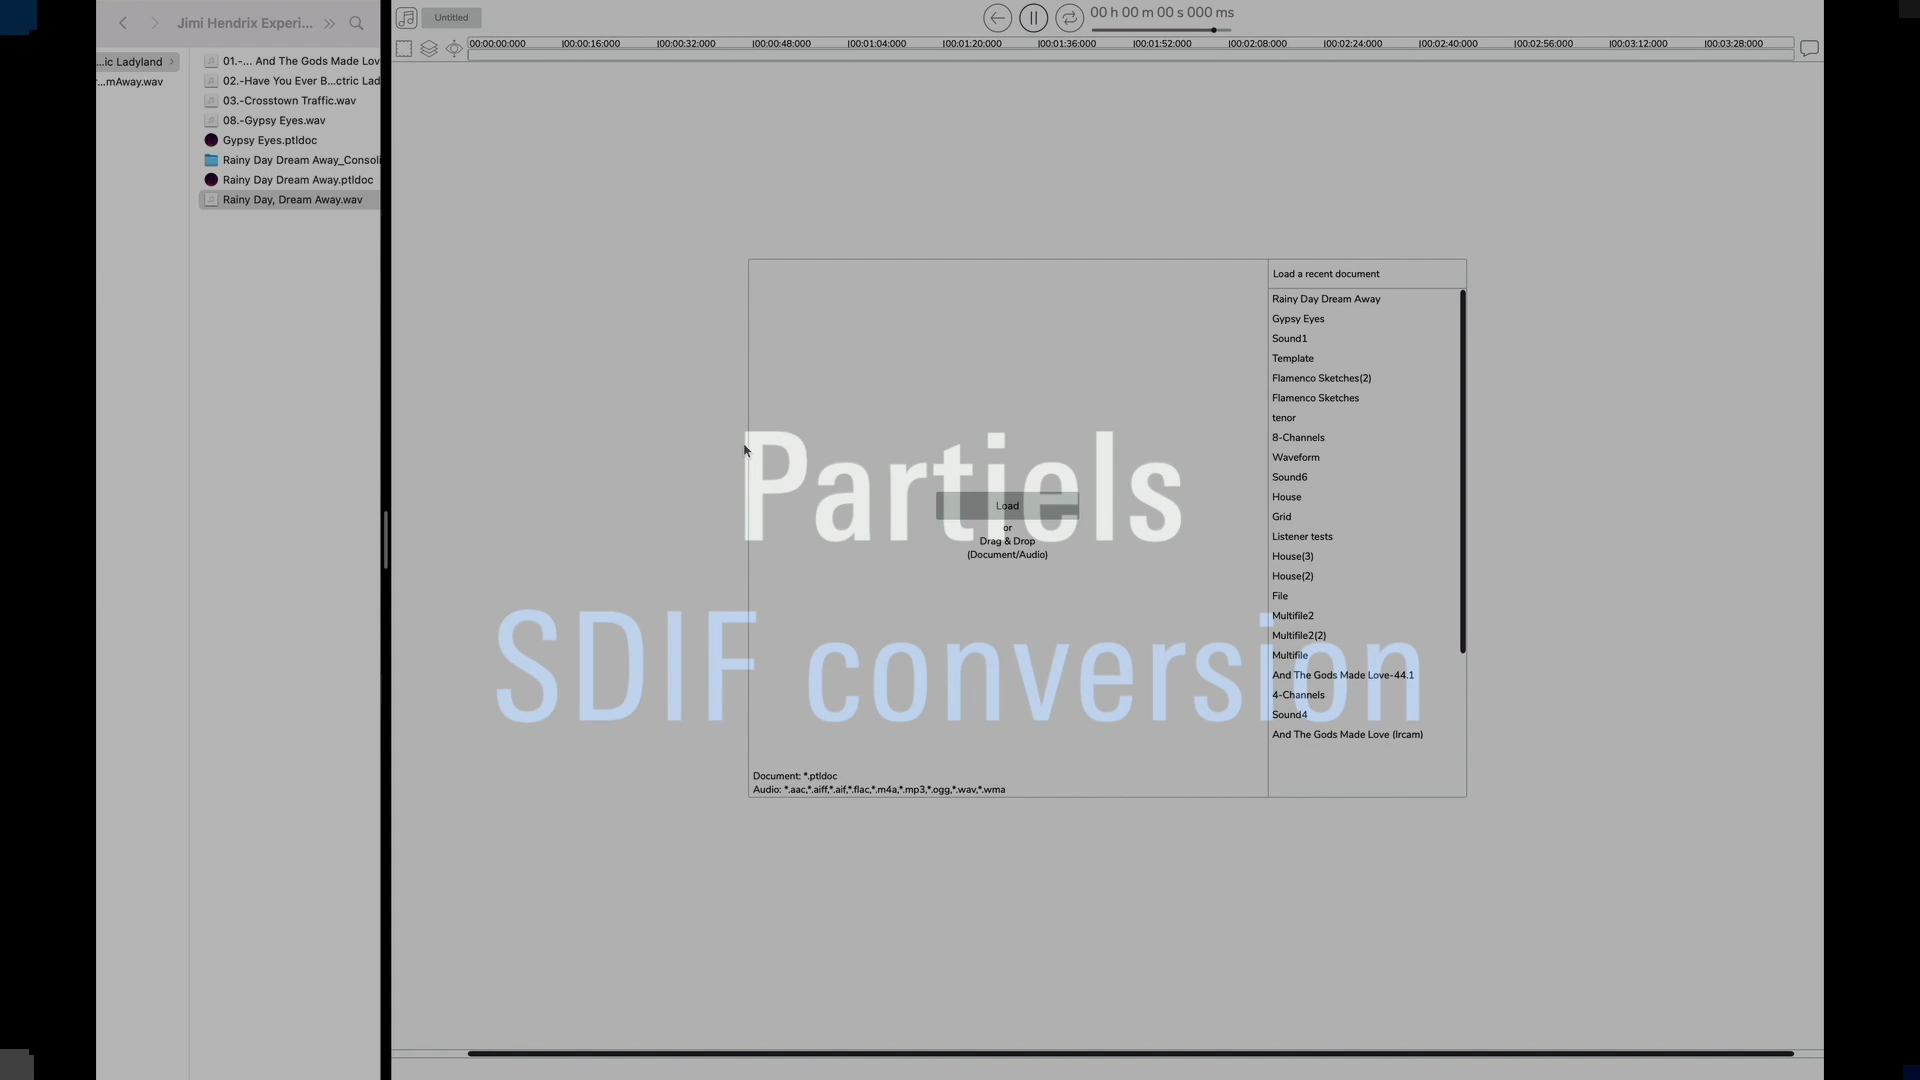 Jimi Hendrix Experi...
...ic Ladyland
...mAway.wav
01.-... And The Gods Made Lov
02.-Have You Ever B...ctric Lad
03.-Crosstown Traffic.wav
08.-Gypsy Eyes.wav
Gypsy Eyes.ptldoc
Rainy Day Dream Away_Consoli
Rainy Day Dream Away.ptldoc
Rainy Day, Dream Away.wav
Untitled
00 h 00 m 00 s 000 ms
00:00:00:000 |00:00:16:000 |00:00:32:000 |00:00:48:000 |00:01:04:000 |00:01:20:000 |00:01:36:000 |00:01:52:000 |00:02:08:000 |00:02:24:000 |00:02:40:000 |00:02:56:000 |00:03:12:000 |00:03:28:000
Partiels
SDIF conversion
Load
or
Drag & Drop
(Document/Audio)
Document: *.ptldoc
Audio: *.aac,*.aiff,*.aif,*.flac,*.m4a,*.mp3,*.ogg,*.wav,*.wma
Load a recent document
Rainy Day Dream Away
Gypsy Eyes
Sound1
Template
Flamenco Sketches(2)
Flamenco Sketches
tenor
8-Channels
Waveform
Sound6
House
Grid
Listener tests
House(3)
House(2)
File
Multifile2
Multifile2(2)
Multifile
And The Gods Made Love-44.1
4-Channels
Sound4
And The Gods Made Love (Ircam)